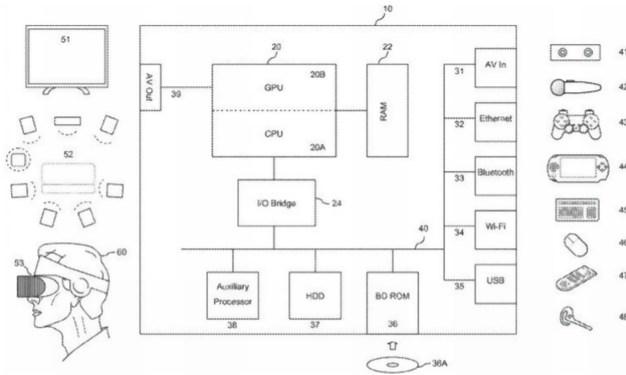 10
51
20
22
41
AV Out
39
GPU
20B
RAM
31
AV In
42
CPU
20A
32
Ethernet
43
52
33
Bluetooth
44
I/O Bridge
24
45
40
34
Wi-Fi
46
60
53
Auxiliary
Processor
38
HDD
37
BD ROM
36
35
USB
47
48
36A